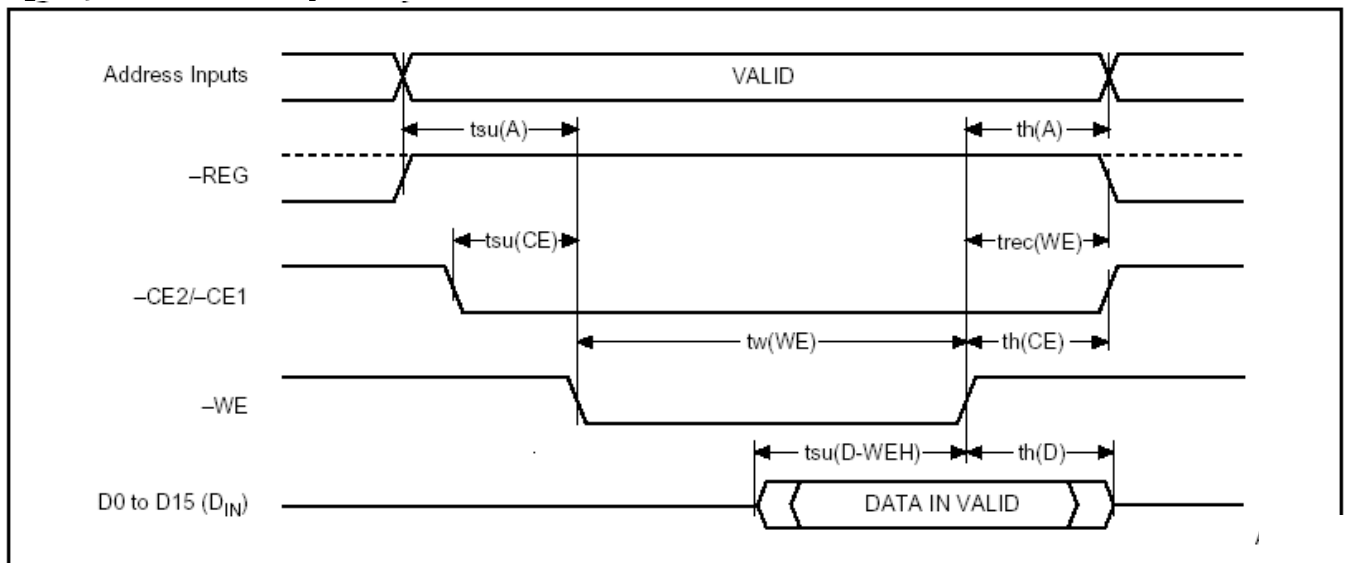 Address Inputs
VALID
tsu(A)
th(A)
–REG
tsu(CE)
trec(WE)
–CE2/–CE1
tw(WE)
th(CE)
–WE
tsu(D-WEH)
th(D)
D0 to D15 (DIN)
DATA IN VALID